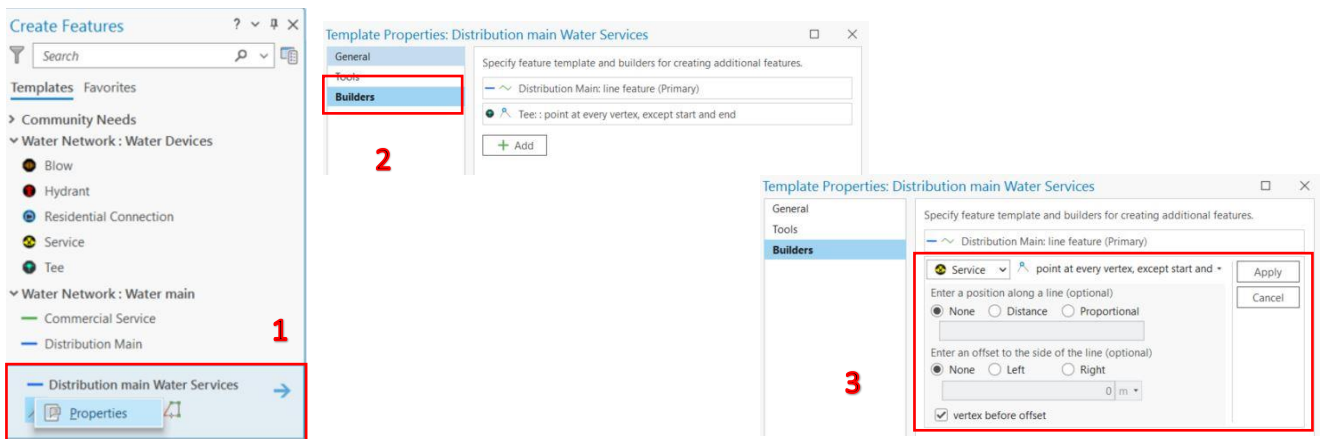 Create Features
?
Search
Templates Favorites
Community Needs
Water Network : Water Devices
Blow
Hydrant
Residential Connection
Service
Tee
Water Network : Water main
Commercial Service
Distribution Main
1
Distribution main Water Services
Properties
Template Properties: Distribution main Water Services
General
Tools
Builders
Specify feature template and builders for creating additional features.
Distribution Main: line feature (Primary)
Tee: : point at every vertex, except start and end
+ Add
2
Template Properties: Distribution main Water Services
General
Tools
Builders
Specify feature template and builders for creating additional features.
Distribution Main: line feature (Primary)
Service point at every vertex, except start and
Apply
Cancel
Enter a position along a line (optional)
None Distance Proportional
Enter an offset to the side of the line (optional)
None Left Right
0 m
vertex before offset
3